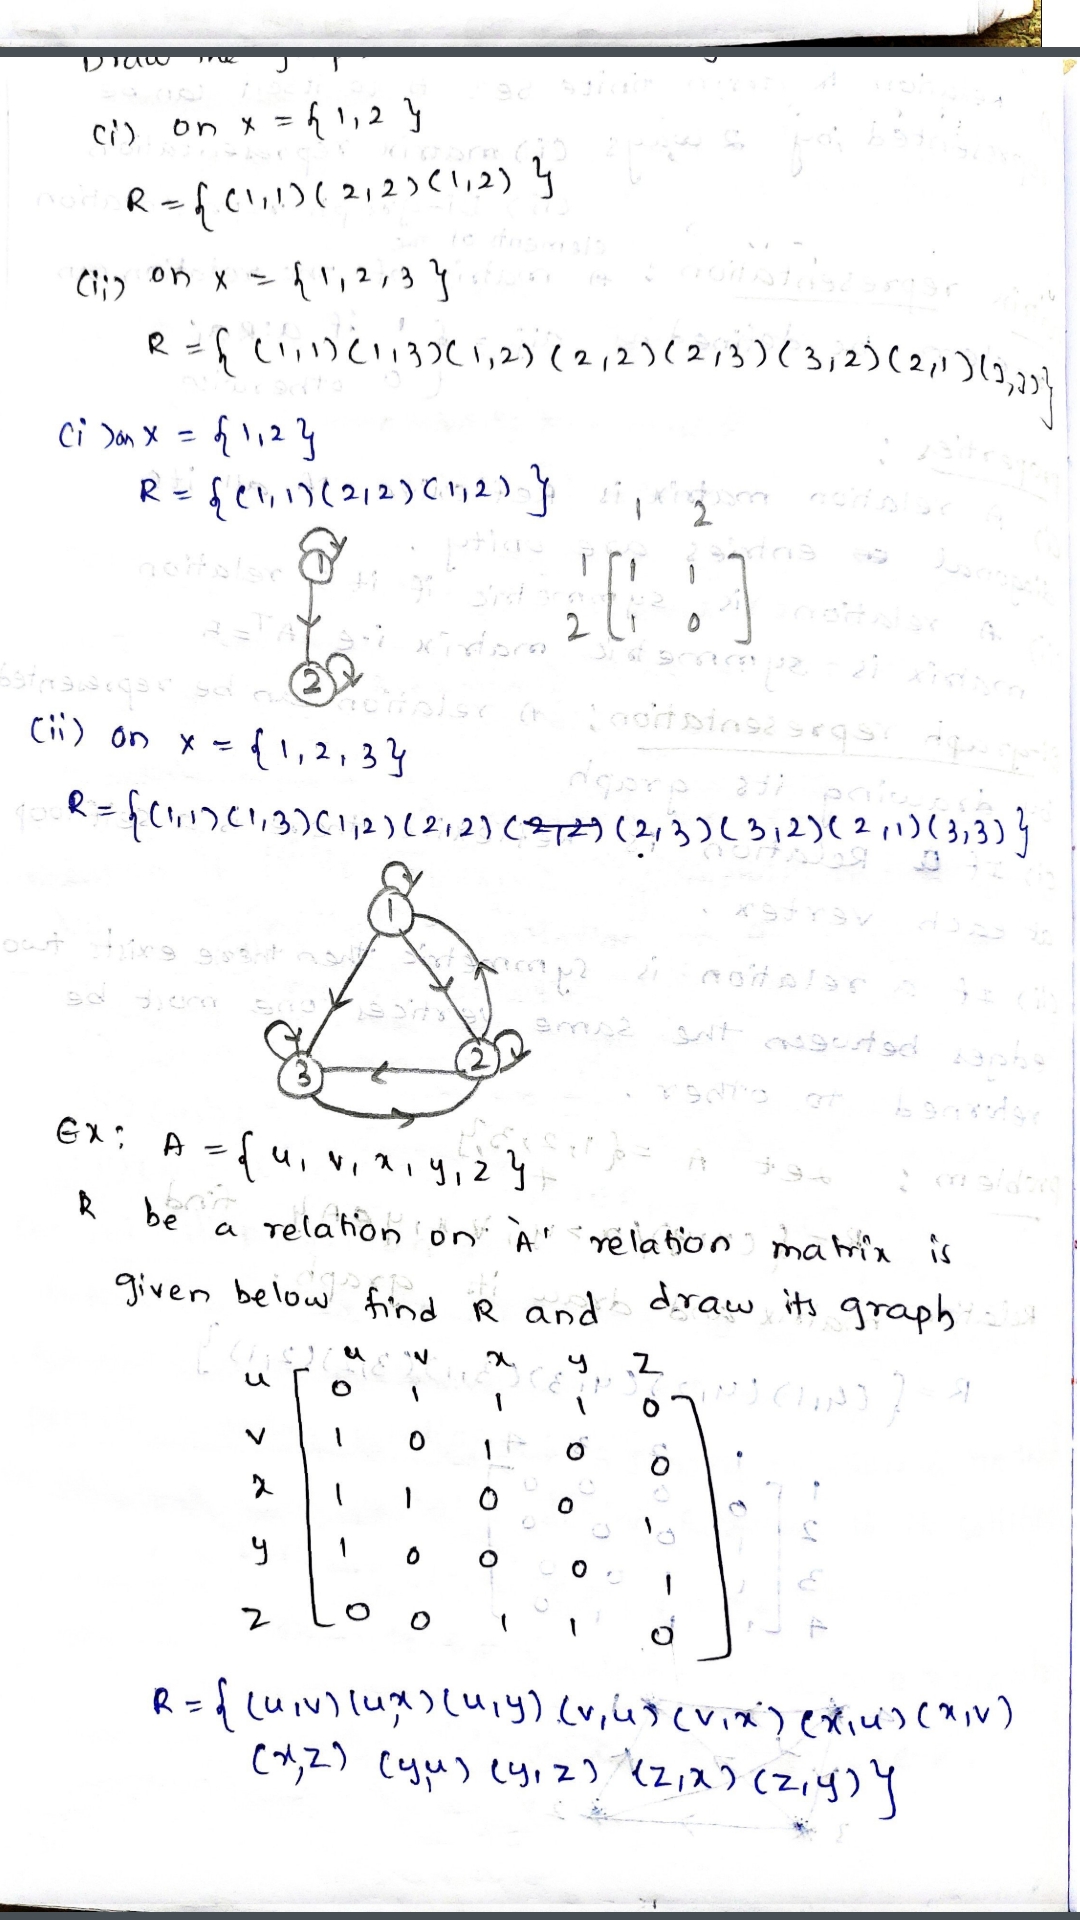 Draw the
(i) on x = {1,2}
R = {(1,1)(2,2)(1,2)}
(ii) on x = {1,2,3}
R = {(1,1)(1,3)(1,2)(2,2)(2,3)(3,2)(2,1)(3,3)}
(i) on x = {1,2}
R = {(1,1)(2,2)(1,2)}
1 2
1 [1 1]
2 [1 0]
1
2
(ii) on x = {1,2,3}
R = {(1,1)(1,3)(1,2)(2,2)(2,2)(2,3)(3,2)(2,1)(3,3)}
1
3 2
Ex: A = {u, v, x, y, z}
R be a relation on 'A' relation matrix is
given below find R and draw its graph
u v x y z
u 0 1 1 1 0
v 1 0 1 0 0
x 1 1 0 0 1
y 1 0 0 0 1
z 0 0 1 1 0
R = {(u,v)(u,x)(u,y)(v,u)(v,x)(x,u)(x,v)
(x,z) (y,u) (y,z) (z,x) (z,y)}